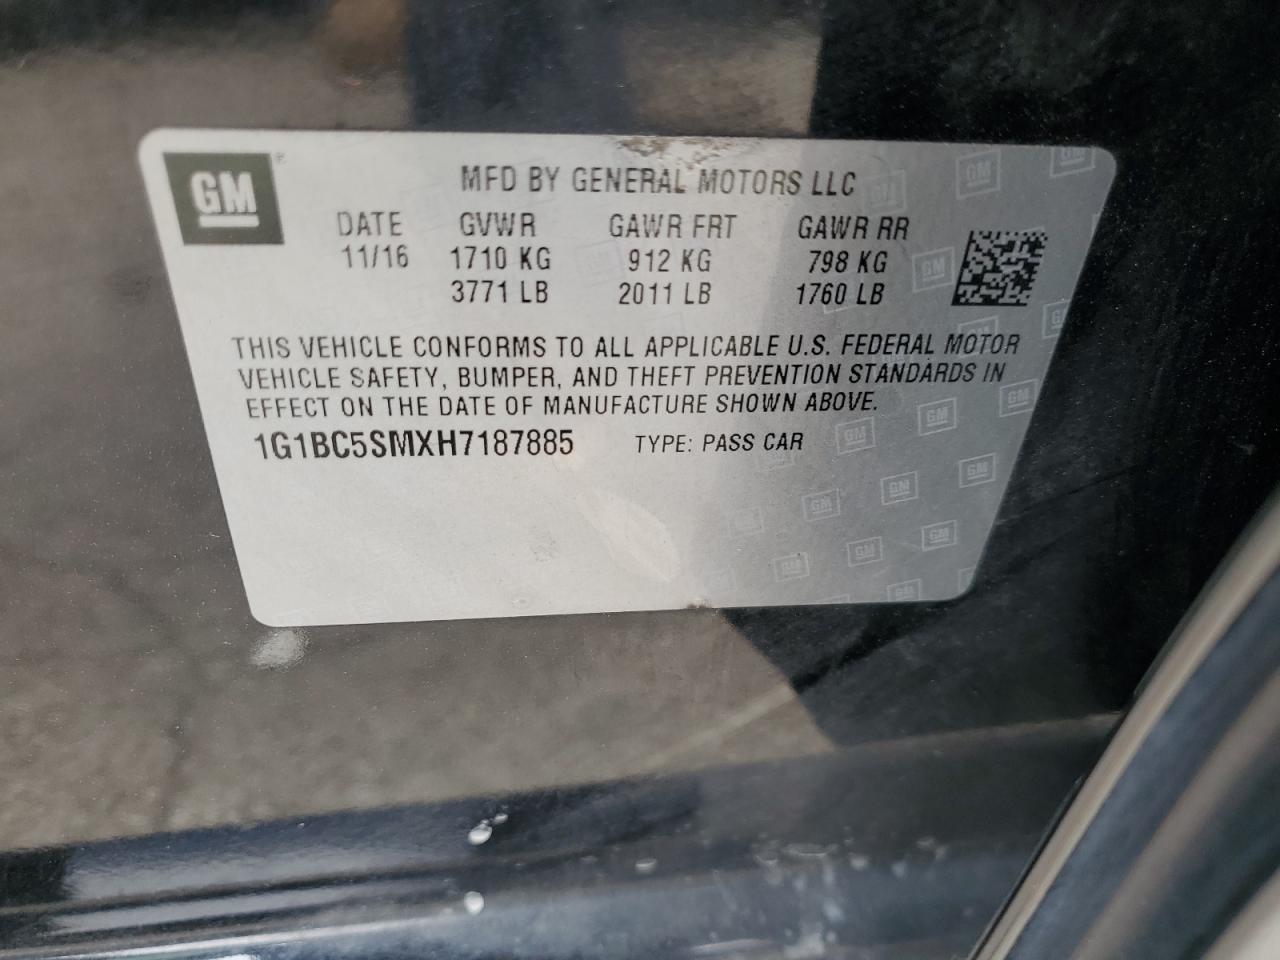 GM
MFD BY GENERAL MOTORS LLC
DATE GVWR GAWR FRT GAWR RR
11/16 1710 KG 912 KG 798 KG
3771 LB 2011 LB 1760 LB
THIS VEHICLE CONFORMS TO ALL APPLICABLE U.S. FEDERAL MOTOR
VEHICLE SAFETY, BUMPER, AND THEFT PREVENTION STANDARDS IN
EFFECT ON THE DATE OF MANUFACTURE SHOWN ABOVE.
1G1BC5SMXH7187885 TYPE: PASS CAR